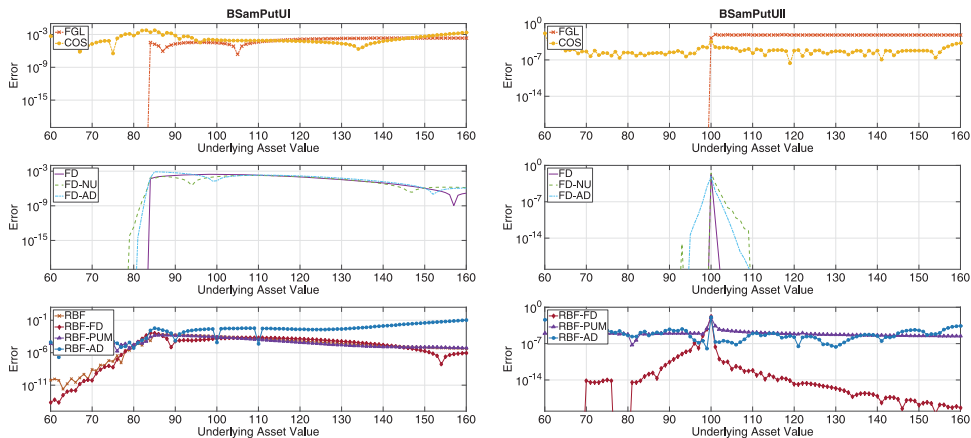 BSamPutUI
FGL
COS
Error
10^-3
10^-9
10^-15
60 70 80 90 100 110 120 130 140 150 160
Underlying Asset Value
FD
FD-NU
FD-AD
Error
10^-3
10^-9
10^-15
60 70 80 90 100 110 120 130 140 150 160
Underlying Asset Value
RBF
RBF-FD
RBF-PUM
RBF-AD
Error
10^-1
10^-6
10^-11
60 70 80 90 100 110 120 130 140 150 160
Underlying Asset Value
BSamPutUII
FGL
COS
Error
10^0
10^-7
10^-14
60 70 80 90 100 110 120 130 140 150 160
Underlying Asset Value
FD
FD-NU
FD-AD
Error
10^0
10^-7
10^-14
60 70 80 90 100 110 120 130 140 150 160
Underlying Asset Value
RBF-FD
RBF-PUM
RBF-AD
Error
10^0
10^-7
10^-14
60 70 80 90 100 110 120 130 140 150 160
Underlying Asset Value